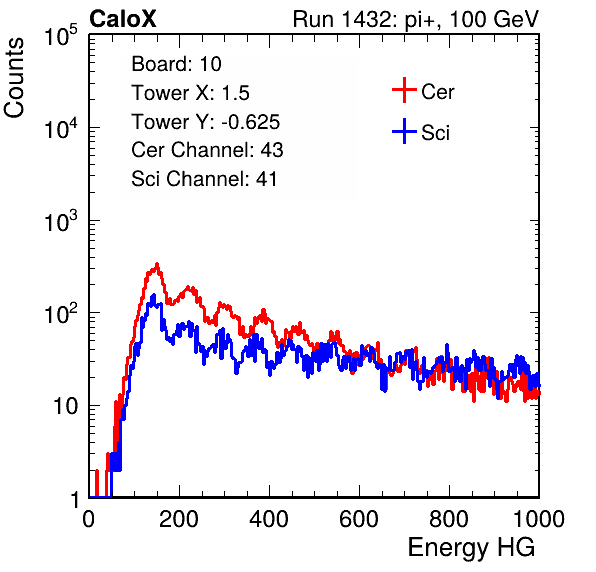 CaloX Run 1432: pi+, 100 GeV
Counts
10^5
10^4
10^3
10^2
10
1
Board: 10
Tower X: 1.5
Tower Y: -0.625
Cer Channel: 43
Sci Channel: 41
Cer
Sci
0 200 400 600 800 1000
Energy HG